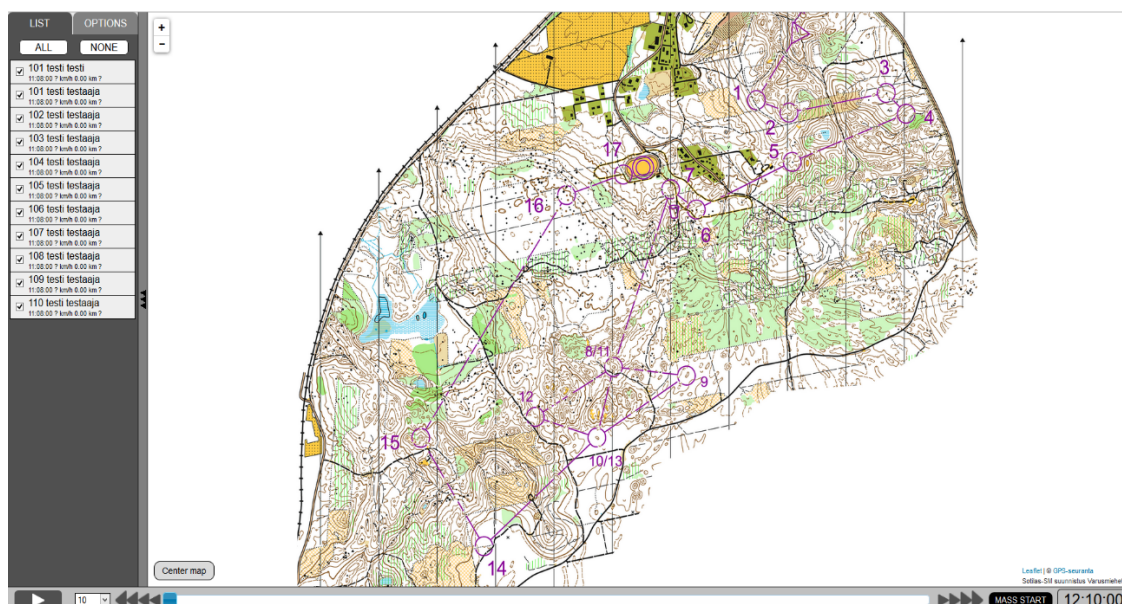 LIST
OPTIONS
ALL
NONE
101 testi testi
11:08:00 ? km/h 0.00 km ?
101 testi testaaja
11:08:00 ? km/h 0.00 km ?
102 testi testaaja
11:08:00 ? km/h 0.00 km ?
103 testi testaaja
11:08:00 ? km/h 0.00 km ?
104 testi testaaja
11:08:00 ? km/h 0.00 km ?
105 testi testaaja
11:08:00 ? km/h 0.00 km ?
106 testi testaaja
11:08:00 ? km/h 0.00 km ?
107 testi testaaja
11:08:00 ? km/h 0.00 km ?
108 testi testaaja
11:08:00 ? km/h 0.00 km ?
109 testi testaaja
11:08:00 ? km/h 0.00 km ?
110 testi testaaja
11:08:00 ? km/h 0.00 km ?
+
−
1
2
3
4
5
17
7
16
6
8/11
9
12
15
10/13
14
Center map
Leaflet | © GPS-seuranta
Sotilas-SM suunnistus Varusmiehet
10
MASS START
12:10:00